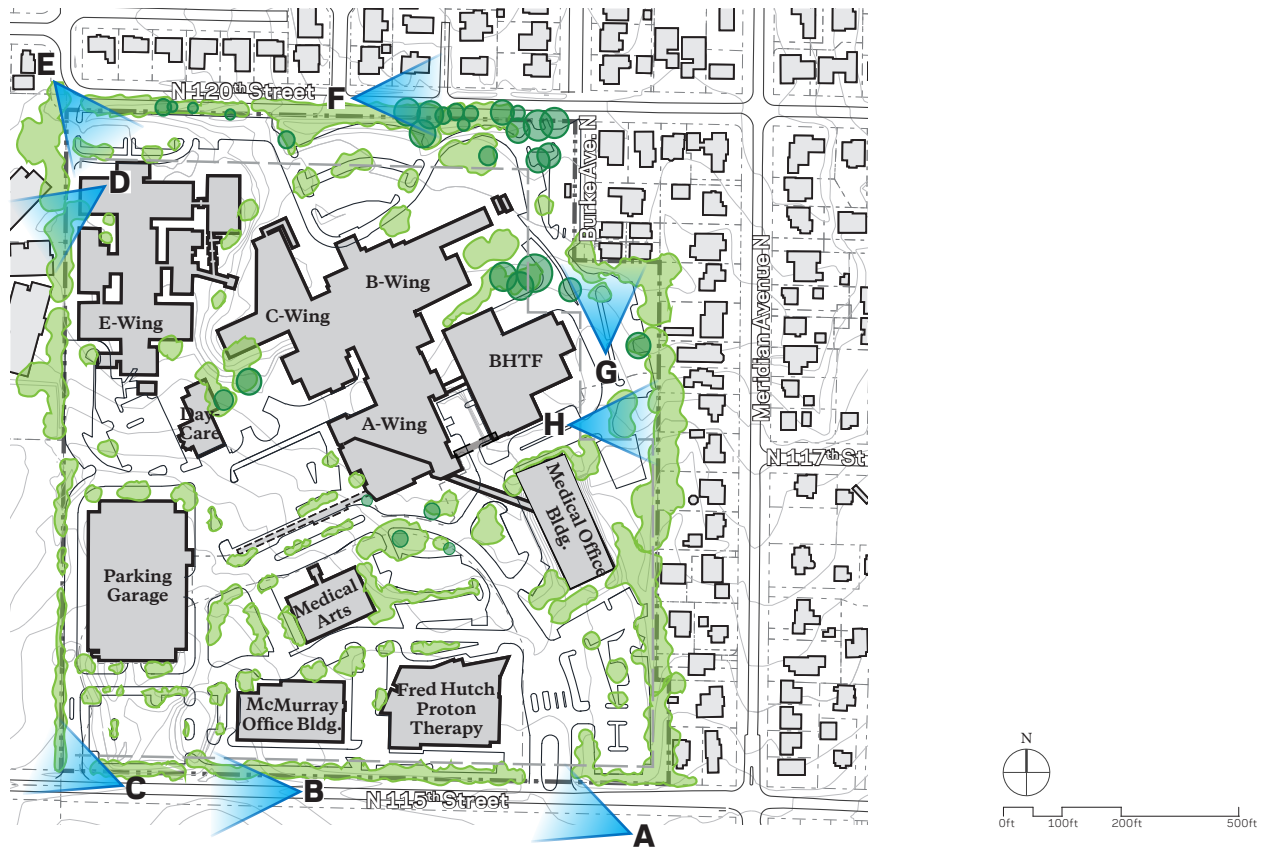 E
N 120th Street
F
Burke Ave. N
D
B-Wing
C-Wing
E-Wing
Meridian Avenue N
BHTF
G
Day-
Care
A-Wing
H
N 117th St
Medical Office
Bldg.
Parking
Garage
Medical
Arts
Fred Hutch
Proton
Therapy
McMurray
Office Bldg.
C
B
N 115th Street
A
N
0ft
100ft
200ft
500ft